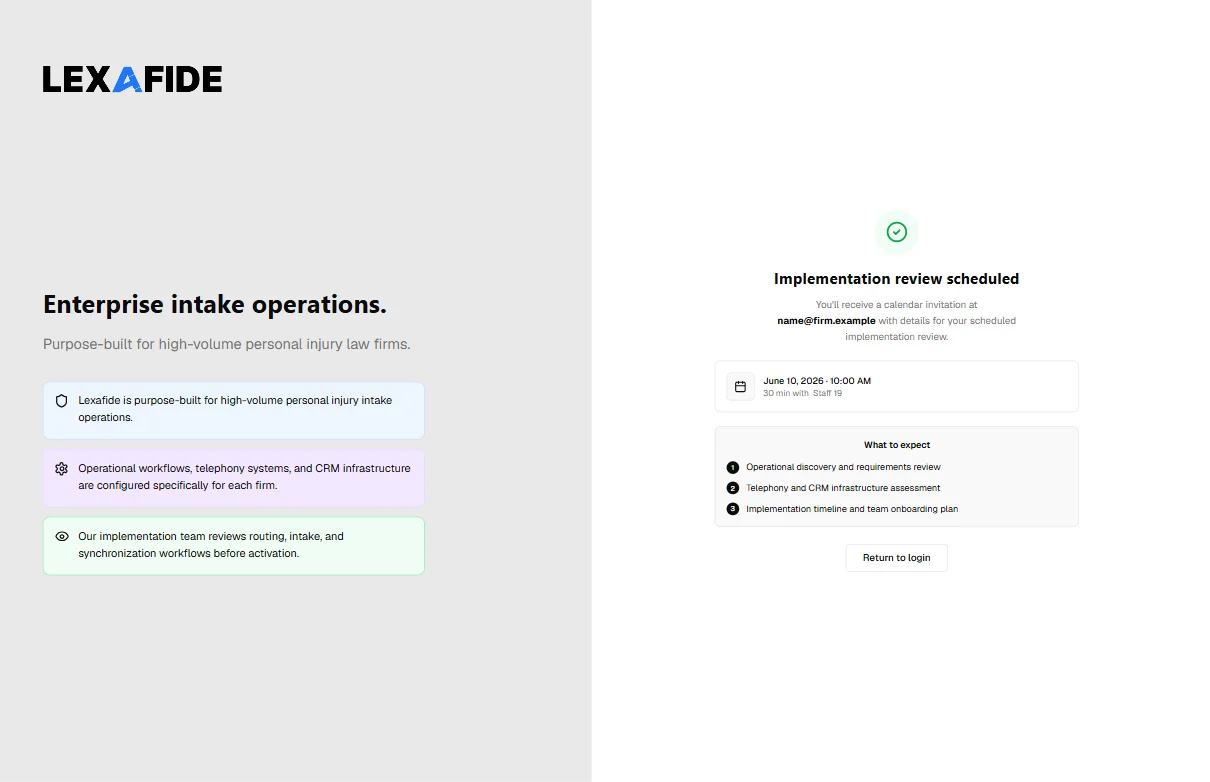 LEXAFIDE
Enterprise intake operations.
Purpose-built for high-volume personal injury law firms.
Lexafide is purpose-built for high-volume personal injury intake
operations.
Operational workflows, telephony systems, and CRM infrastructure
are configured specifically for each firm.
Our implementation team reviews routing, intake, and
synchronization workflows before activation.
Implementation review scheduled
You'll receive a calendar invitation at
name@firm.example with details for your scheduled
implementation review.
June 10, 2026 · 10:00 AM
30 min with Staff 19
What to expect
1 Operational discovery and requirements review
2 Telephony and CRM infrastructure assessment
3 Implementation timeline and team onboarding plan
Return to login